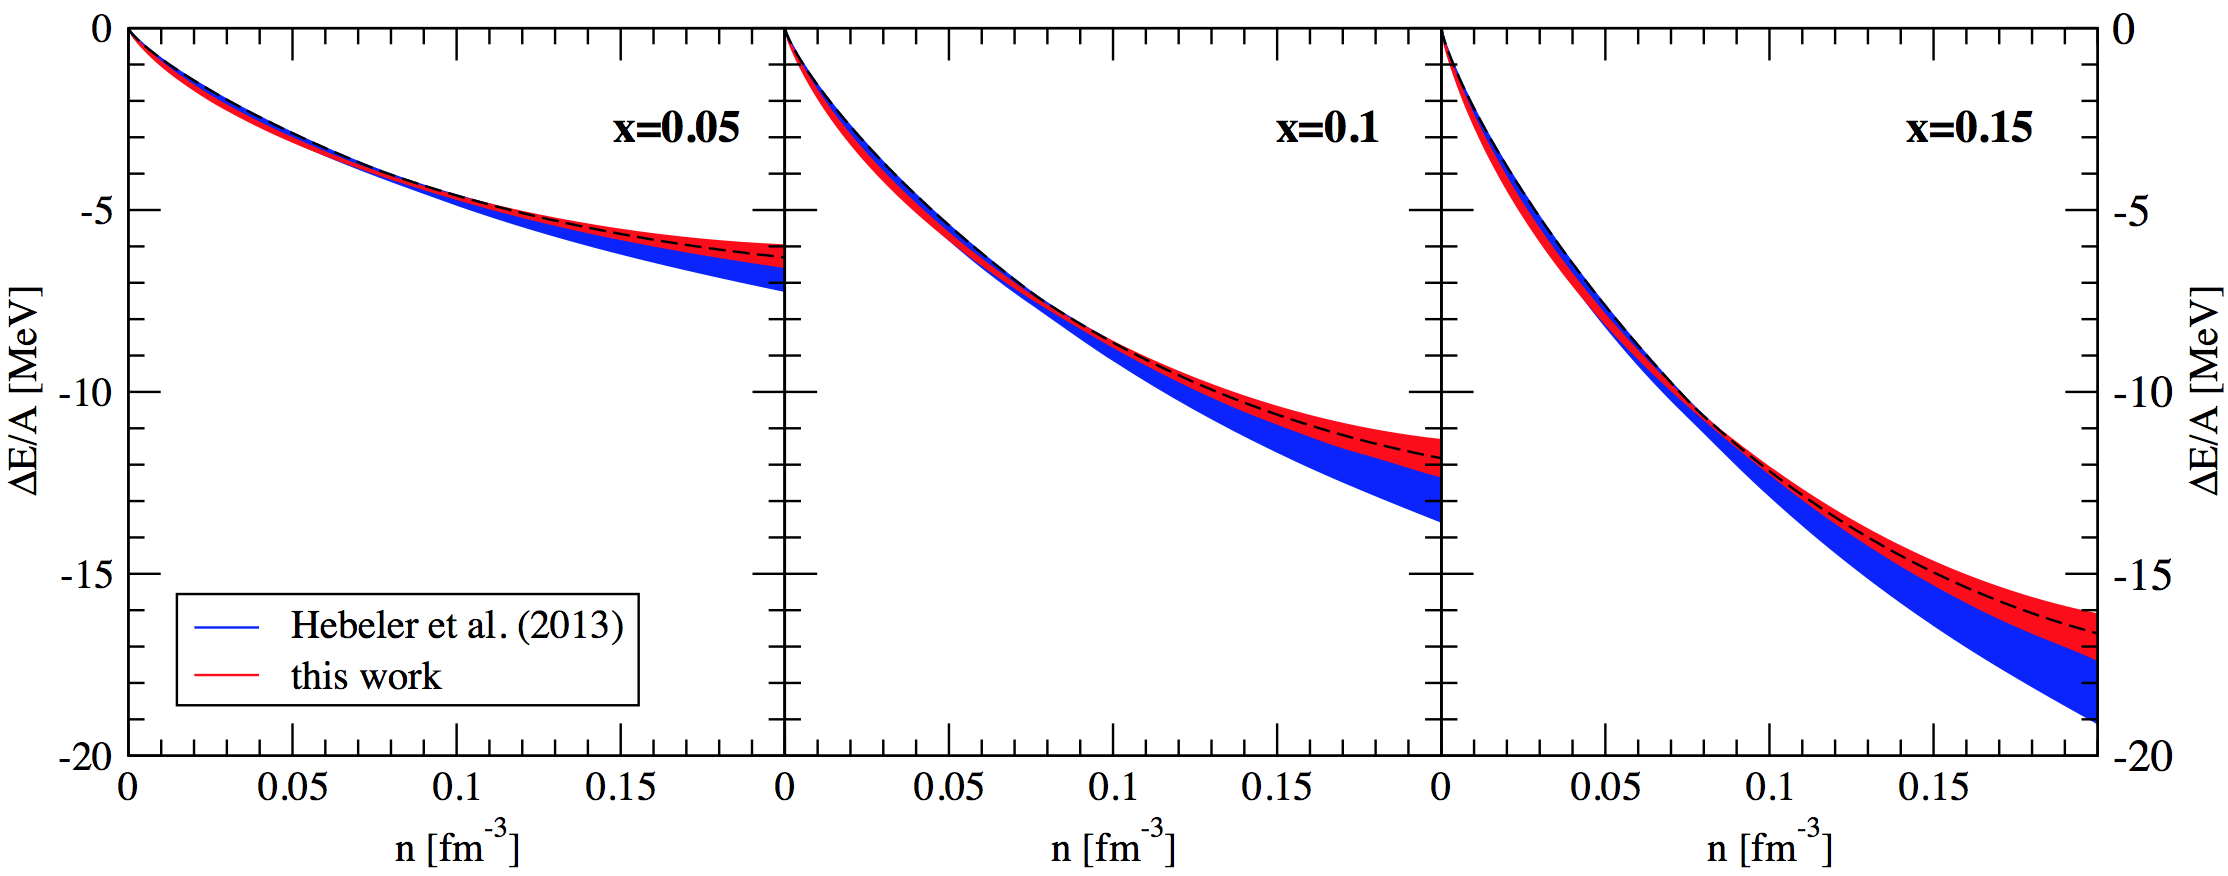 0
-5
-10
-15
-20
ΔE/A [MeV]
x=0.05
x=0.1
x=0.15
Hebeler et al. (2013)
this work
0
-5
-10
-15
-20
ΔE/A [MeV]
0 0.05 0.1 0.15 0 0.05 0.1 0.15 0 0.05 0.1 0.15
n [fm⁻³] n [fm⁻³] n [fm⁻³]